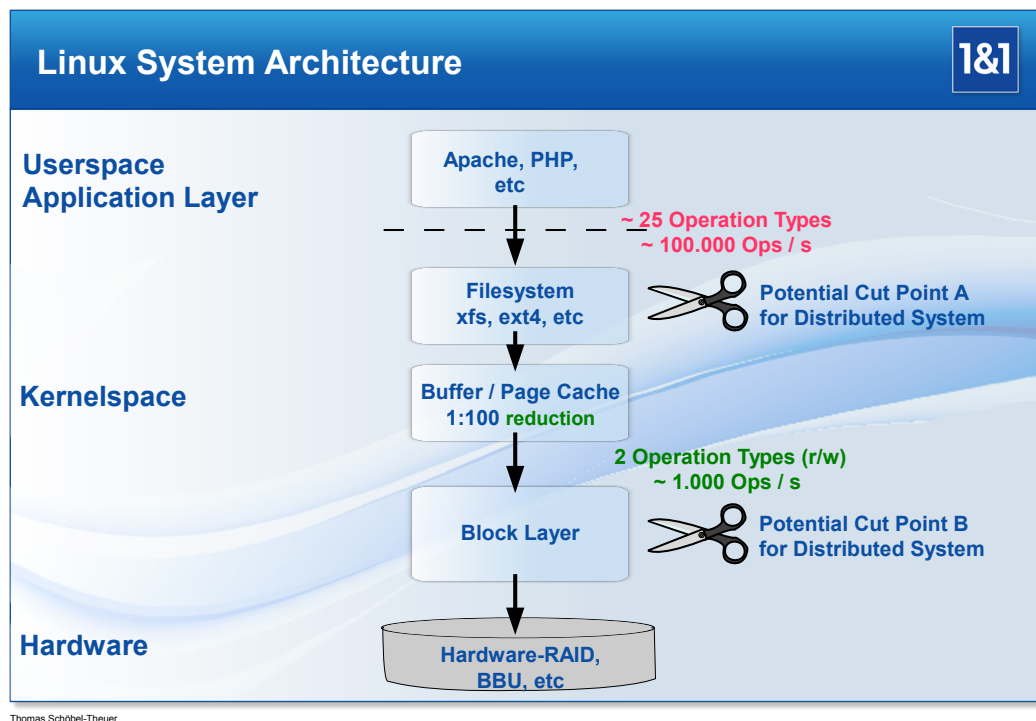 Linux System Architecture
1&1
Userspace
Application Layer
Apache, PHP,
etc
~ 25 Operation Types
~ 100.000 Ops / s
Filesystem
xfs, ext4, etc
Potential Cut Point A
for Distributed System
Kernelspace
Buffer / Page Cache
1:100 reduction
2 Operation Types (r/w)
~ 1.000 Ops / s
Block Layer
Potential Cut Point B
for Distributed System
Hardware
Hardware-RAID,
BBU, etc
Thomas Schöbel-Theuer